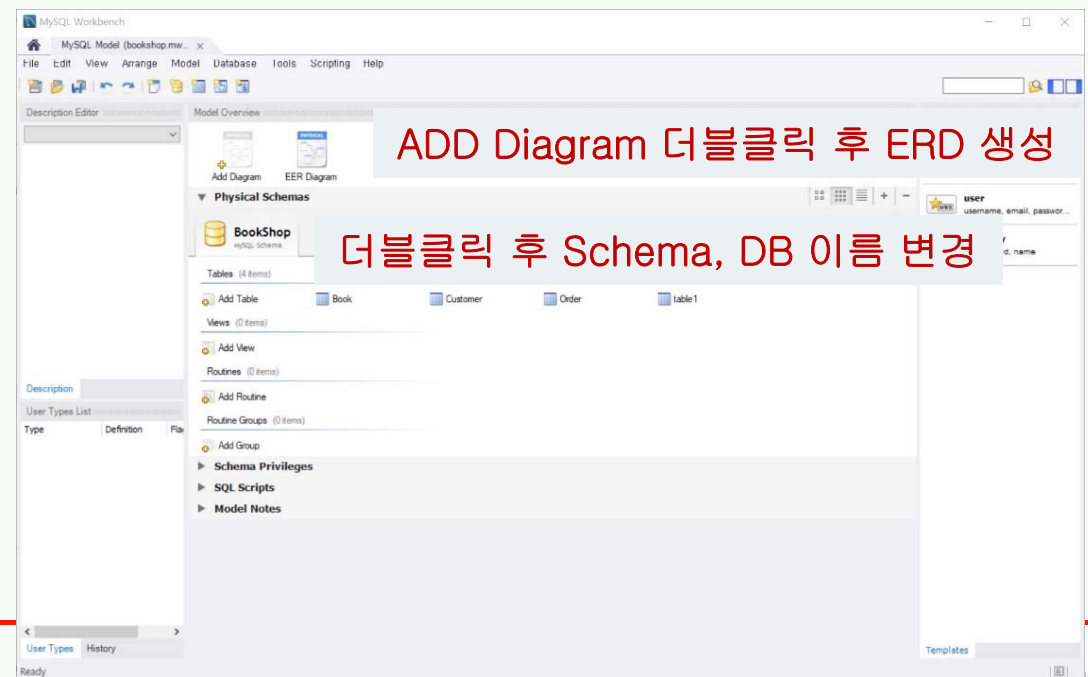 MySQL Workbench
MySQL Model (bookshop.mw...
File Edit View Arrange Model Database Tools Scripting Help
Description Editor
Model Overview
ADD Diagram 더블클릭 후 ERD 생성
Add Diagram EER Diagram
Physical Schemas
user
username, email, passwor...
BookShop
MySQL Schema
더블클릭 후 Schema, DB 이름 변경
d, name
Tables (4 items)
Add Table Book Customer Order table1
Views (0 items)
Add View
Routines (0 items)
Add Routine
Routine Groups (0 items)
Add Group
Schema Privileges
SQL Scripts
Model Notes
Description
User Types List
Type Definition Fla
User Types History
Templates
Ready